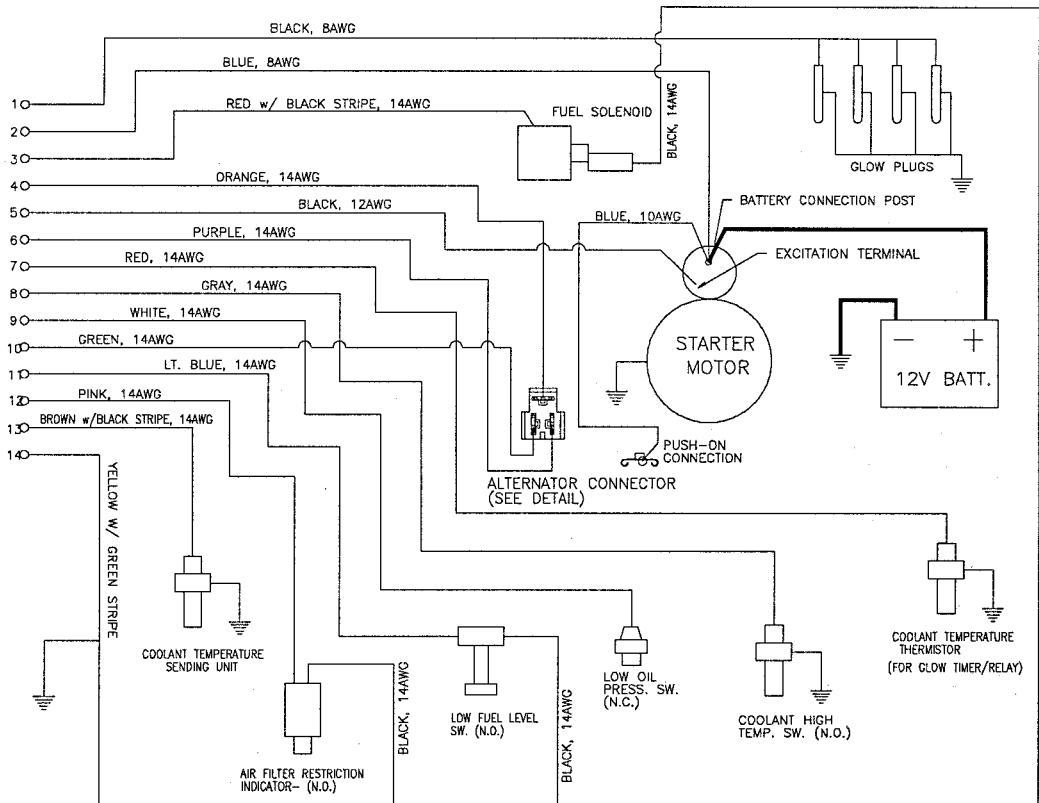 BLACK, 8AWG
BLUE, 8AWG
RED w/ BLACK STRIPE, 14AWG
FUEL SOLENOID
BLACK, 14AWG
GLOW PLUGS
1
2
3
4
5
6
7
8
9
10
11
12
13
14
ORANGE, 14AWG
BLACK, 12AWG
PURPLE, 14AWG
RED, 14AWG
GRAY, 14AWG
WHITE, 14AWG
GREEN, 14AWG
LT. BLUE, 14AWG
PINK, 14AWG
BROWN w/BLACK STRIPE, 14AWG
YELLOW W/ GREEN STRIPE
BLUE, 10AWG
BATTERY CONNECTION POST
EXCITATION TERMINAL
STARTER
MOTOR
− +
12V BATT.
PUSH-ON
CONNECTION
ALTERNATOR CONNECTOR
(SEE DETAIL)
COOLANT TEMPERATURE
SENDING UNIT
AIR FILTER RESTRICTION
INDICATOR- (N.O.)
BLACK, 14AWG
LOW FUEL LEVEL
SW. (N.O.)
BLACK, 14AWG
LOW OIL
PRESS. SW.
(N.C.)
COOLANT HIGH
TEMP. SW. (N.O.)
COOLANT TEMPERATURE
THERMISTOR
(FOR GLOW TIMER/RELAY)